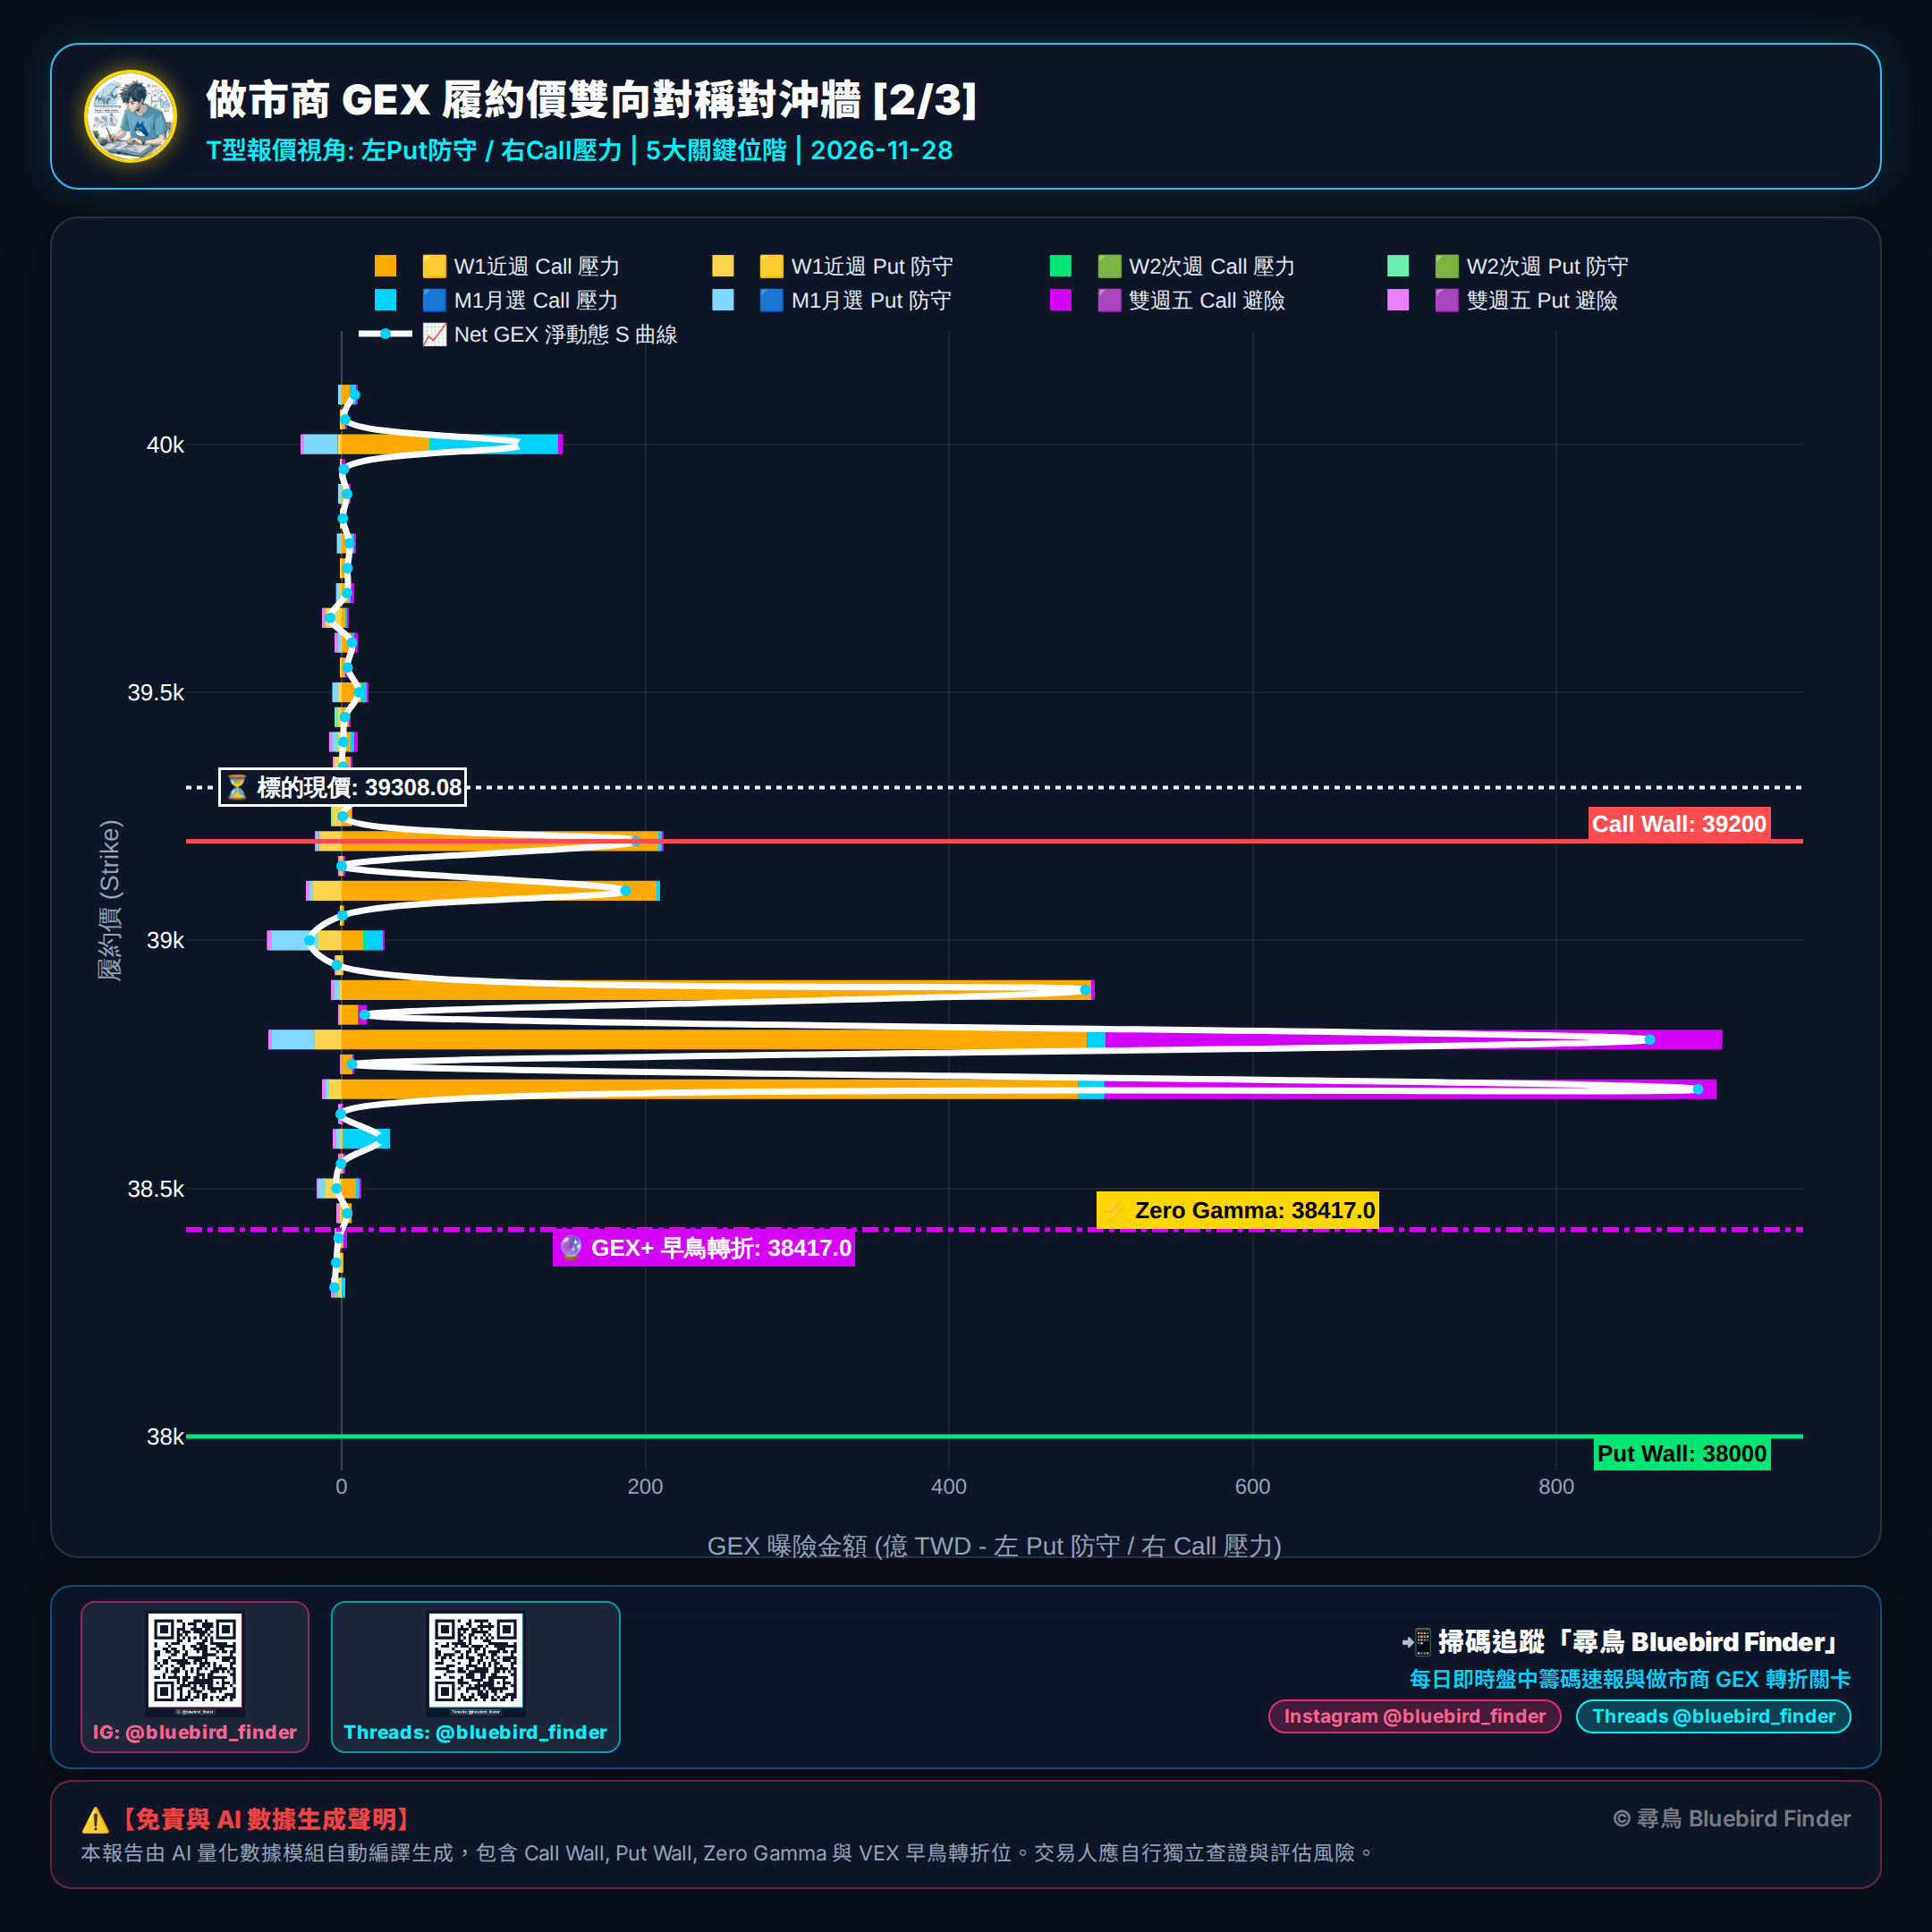 做市商 GEX 履約價雙向對稱對沖牆 [2/3]
T型報價視角: 左Put防守 / 右Call壓力 | 5大關鍵位階 | 2026-11-28
W1近週 Call 壓力
W1近週 Put 防守
W2次週 Call 壓力
W2次週 Put 防守
M1月選 Call 壓力
M1月選 Put 防守
雙週五 Call 避險
雙週五 Put 避險
Net GEX 淨動態 S 曲線
40k
39.5k
標的現價: 39308.08
Call Wall: 39200
履約價 (Strike)
39k
38.5k
Zero Gamma: 38417.0
GEX+ 早鳥轉折: 38417.0
38k
Put Wall: 38000
0
200
400
600
800
GEX 曝險金額 (億 TWD - 左 Put 防守 / 右 Call 壓力)
IG: @bluebird_finder
Threads: @bluebird_finder
掃碼追蹤「尋鳥 Bluebird Finder」
每日即時盤中籌碼速報與做市商 GEX 轉折關卡
Instagram @bluebird_finder
Threads @bluebird_finder
【免責與 AI 數據生成聲明】
© 尋鳥 Bluebird Finder
本報告由 AI 量化數據模組自動編譯生成，包含 Call Wall, Put Wall, Zero Gamma 與 VEX 早鳥轉折位。交易人應自行獨立查證與評估風險。